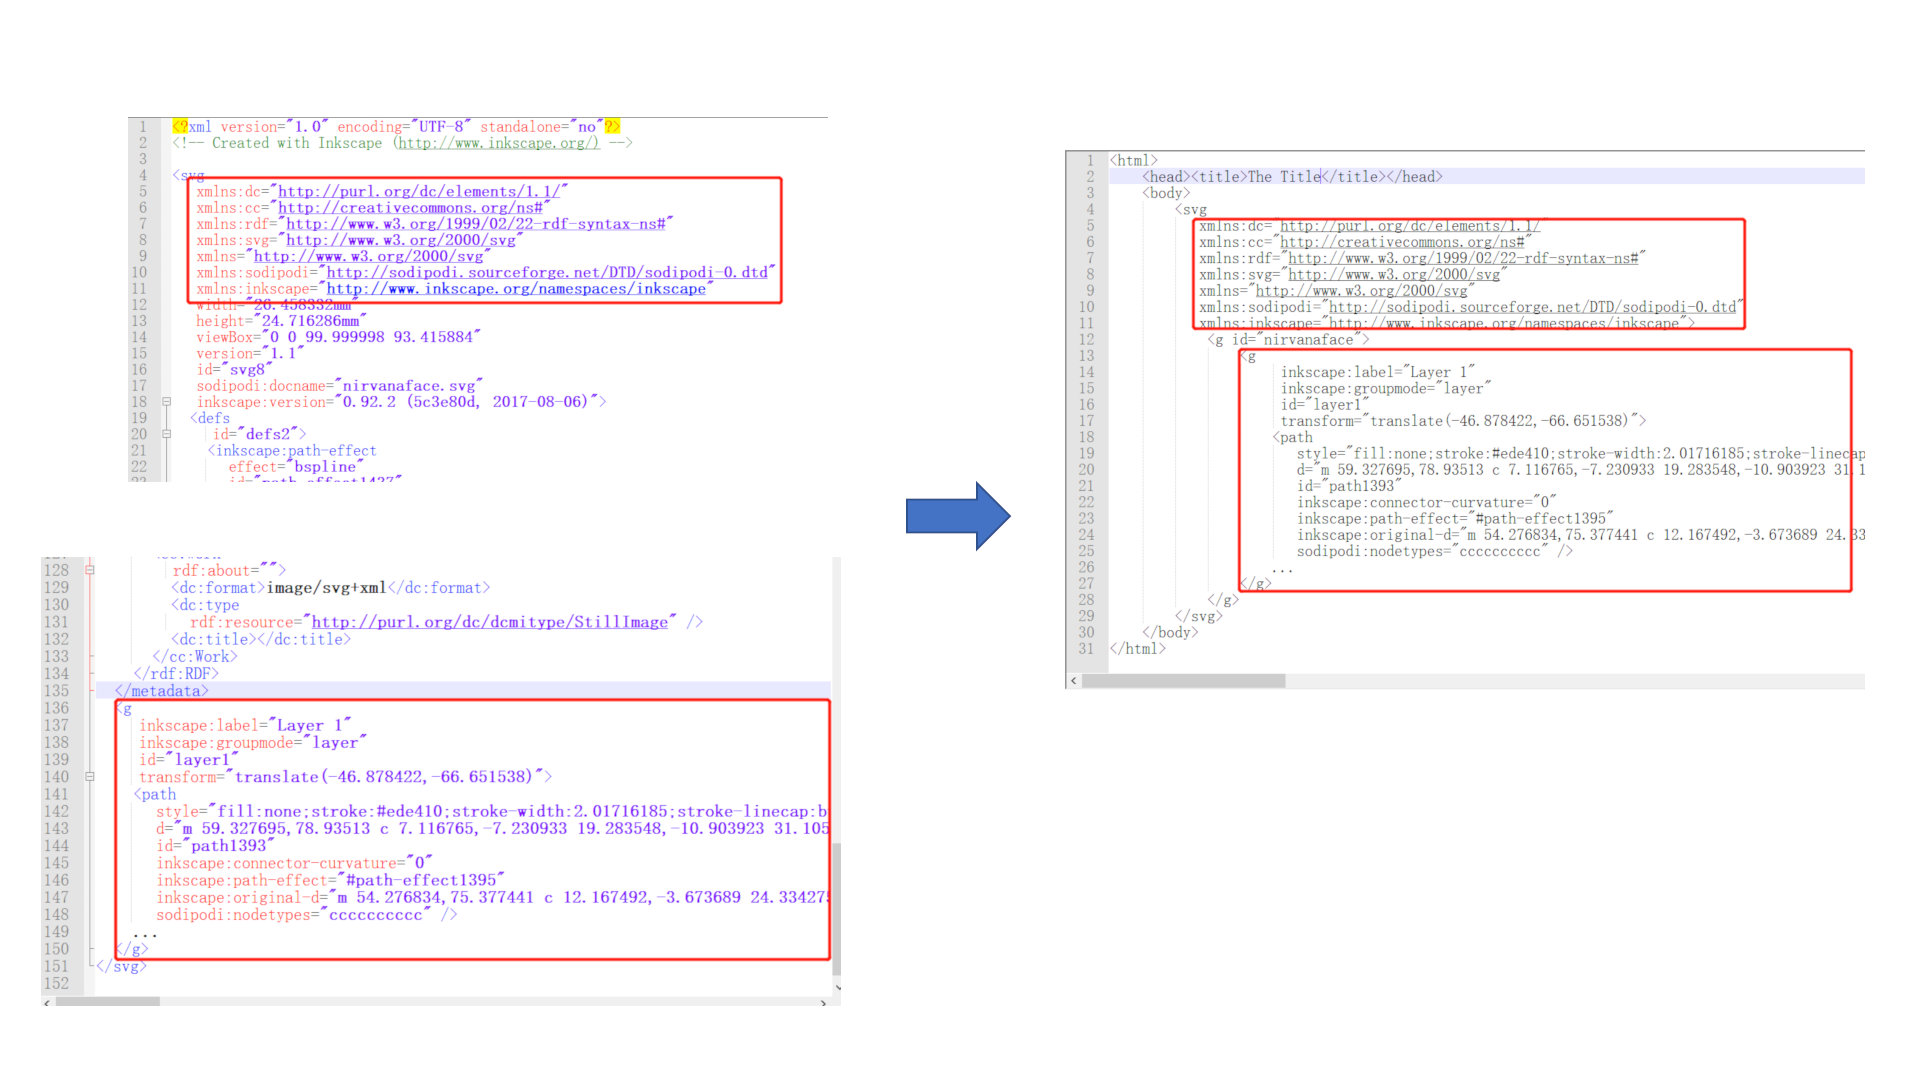 1 <?xml version="1.0" encoding="UTF-8" standalone="no"?>
2 <!-- Created with Inkscape (http://www.inkscape.org/) -->
3
4 <svg
5 xmlns:dc="http://purl.org/dc/elements/1.1/"
6 xmlns:cc="http://creativecommons.org/ns#"
7 xmlns:rdf="http://www.w3.org/1999/02/22-rdf-syntax-ns#"
8 xmlns:svg="http://www.w3.org/2000/svg"
9 xmlns="http://www.w3.org/2000/svg"
10 xmlns:sodipodi="http://sodipodi.sourceforge.net/DTD/sodipodi-0.dtd"
11 xmlns:inkscape="http://www.inkscape.org/namespaces/inkscape"
12 width="26.458332mm"
13 height="24.716286mm"
14 viewBox="0 0 99.999998 93.415884"
15 version="1.1"
16 id="svg8"
17 sodipodi:docname="nirvanaface.svg"
18 inkscape:version="0.92.2 (5c3e80d, 2017-08-06)">
19 <defs
20 id="defs2">
21 <inkscape:path-effect
22 effect="bspline"
23 id="path-effect1437"
128 rdf:about="">
129 <dc:format>image/svg+xml</dc:format>
130 <dc:type
131 rdf:resource="http://purl.org/dc/dcmitype/StillImage" />
132 <dc:title></dc:title>
133 </cc:Work>
134 </rdf:RDF>
135 </metadata>
136 <g
137 inkscape:label="Layer 1"
138 inkscape:groupmode="layer"
139 id="layer1"
140 transform="translate(-46.878422,-66.651538)">
141 <path
142 style="fill:none;stroke:#ede410;stroke-width:2.01716185;stroke-linecap:b
143 d="m 59.327695,78.93513 c 7.116765,-7.230933 19.283548,-10.903923 31.105
144 id="path1393"
145 inkscape:connector-curvature="0"
146 inkscape:path-effect="#path-effect1395"
147 inkscape:original-d="m 54.276834,75.377441 c 12.167492,-3.673689 24.334275
148 sodipodi:nodetypes="cccccccccc" />
149 ...
150 </g>
151 </svg>
152
1 <html>
2 <head><title>The Title</title></head>
3 <body>
4 <svg
5 xmlns:dc="http://purl.org/dc/elements/1.1/"
6 xmlns:cc="http://creativecommons.org/ns#"
7 xmlns:rdf="http://www.w3.org/1999/02/22-rdf-syntax-ns#"
8 xmlns:svg="http://www.w3.org/2000/svg"
9 xmlns="http://www.w3.org/2000/svg"
10 xmlns:sodipodi="http://sodipodi.sourceforge.net/DTD/sodipodi-0.dtd"
11 xmlns:inkscape="http://www.inkscape.org/namespaces/inkscape">
12 <g id="nirvanaface">
13 <g
14 inkscape:label="Layer 1"
15 inkscape:groupmode="layer"
16 id="layer1"
17 transform="translate(-46.878422,-66.651538)">
18 <path
19 style="fill:none;stroke:#ede410;stroke-width:2.01716185;stroke-linecap
20 d="m 59.327695,78.93513 c 7.116765,-7.230933 19.283548,-10.903923 31.1
21 id="path1393"
22 inkscape:connector-curvature="0"
23 inkscape:path-effect="#path-effect1395"
24 inkscape:original-d="m 54.276834,75.377441 c 12.167492,-3.673689 24.33
25 sodipodi:nodetypes="cccccccccc" />
26 ...
27 </g>
28 </g>
29 </svg>
30 </body>
31 </html>